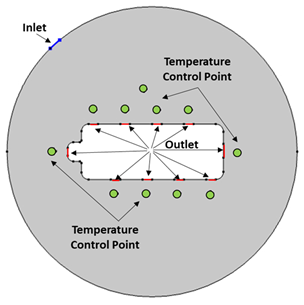 Inlet
Temperature
Control Point
Outlet
Temperature
Control Point